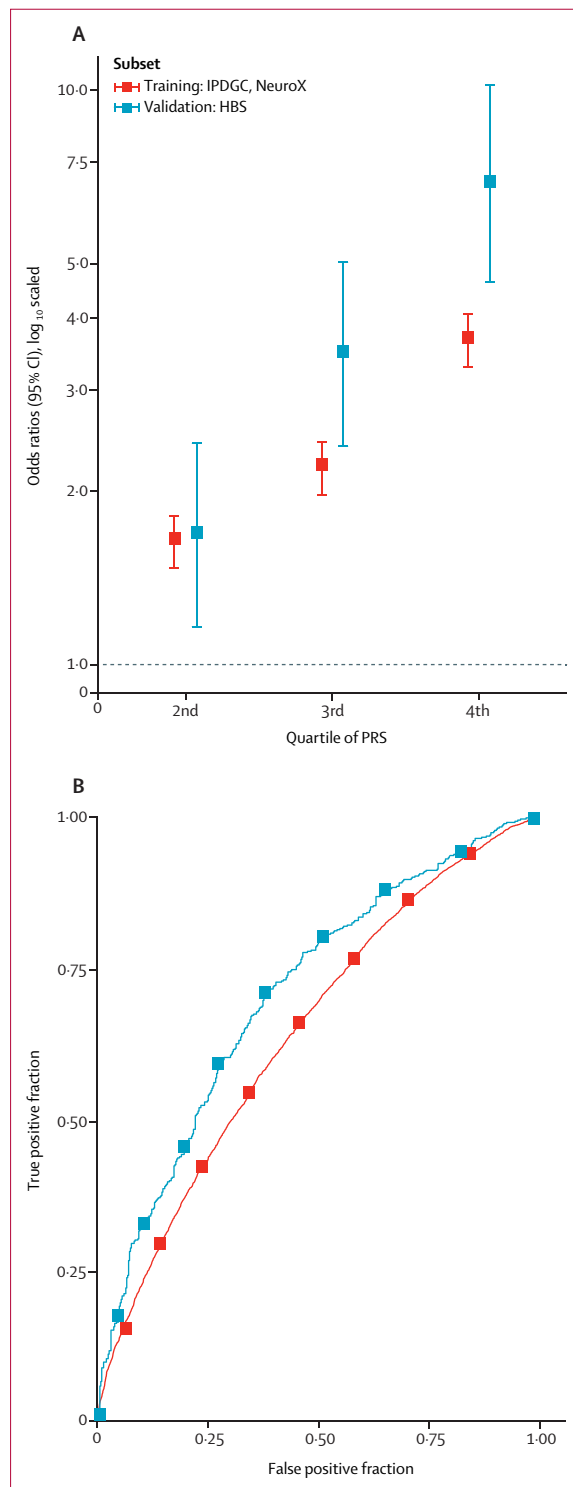 A
Subset
Training: IPDGC, NeuroX
Validation: HBS
10·0
7·5
5·0
4·0
3·0
2·0
1·0
0
Odds ratios (95% CI), log 10 scaled
0
2nd
3rd
4th
Quartile of PRS
B
1·00
0·75
0·50
0·25
0
True positive fraction
0
0·25
0·50
0·75
1·00
False positive fraction